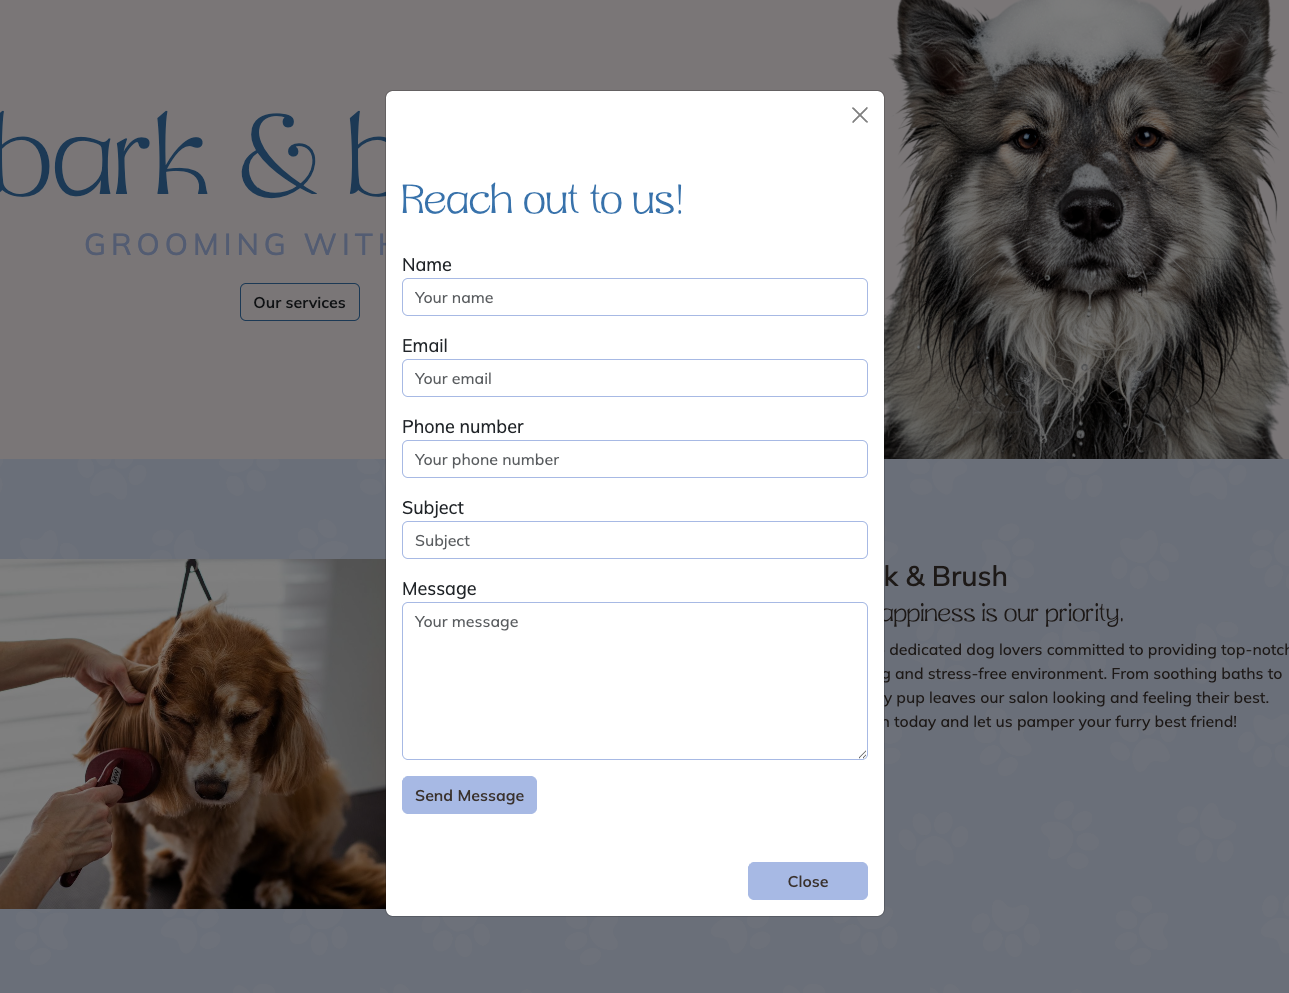 bark & b
GROOMING WITH
Our services
Reach out to us!
Name
Your name
Email
Your email
Phone number
Your phone number
Subject
Subject
Message
Your message
Send Message
Close
k & Brush
appiness is our priority.
dedicated dog lovers committed to providing top-notch
g and stress-free environment. From soothing baths to
y pup leaves our salon looking and feeling their best.
n today and let us pamper your furry best friend!